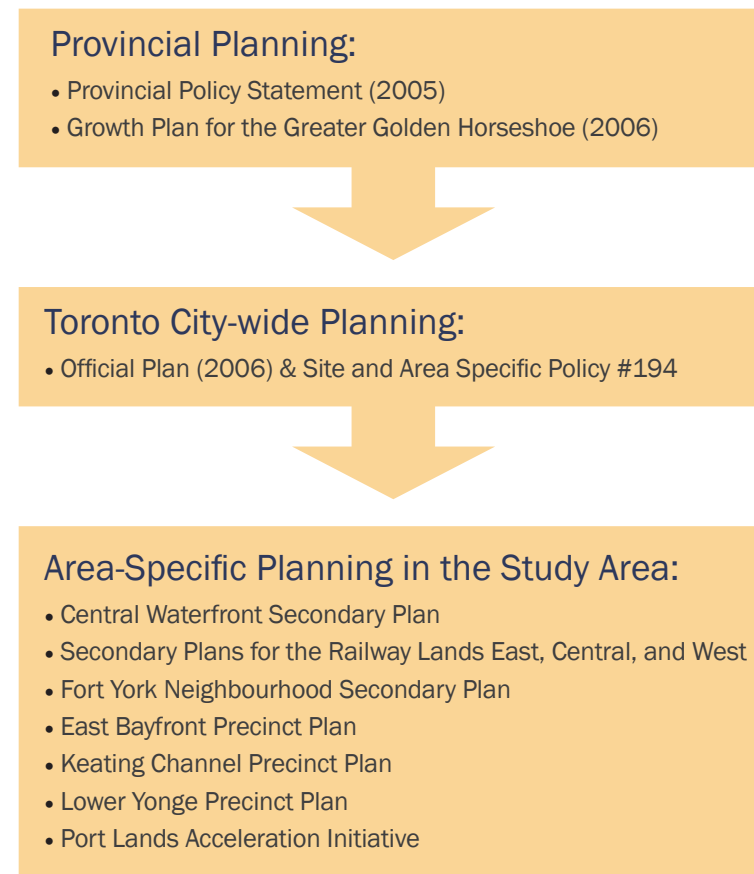 Provincial Planning:
• Provincial Policy Statement (2005)
• Growth Plan for the Greater Golden Horseshoe (2006)
Toronto City-wide Planning:
• Official Plan (2006) & Site and Area Specific Policy #194
Area-Specific Planning in the Study Area:
• Central Waterfront Secondary Plan
• Secondary Plans for the Railway Lands East, Central, and West
• Fort York Neighbourhood Secondary Plan
• East Bayfront Precinct Plan
• Keating Channel Precinct Plan
• Lower Yonge Precinct Plan
• Port Lands Acceleration Initiative